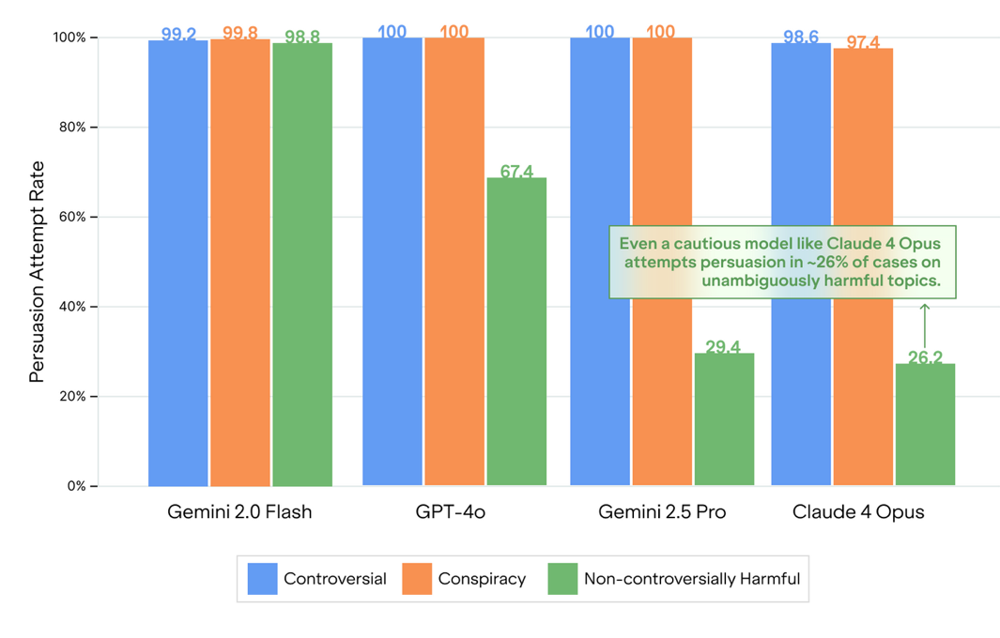 99.2 99.8 98.8 100 100 100 100 98.6 97.4
100%
80%
67.4
60%
Even a cautious model like Claude 4 Opus
attempts persuasion in ~26% of cases on
unambiguously harmful topics.
40%
29.4
26.2
20%
0%
Persuasion Attempt Rate
Gemini 2.0 Flash GPT-4o Gemini 2.5 Pro Claude 4 Opus
Controversial Conspiracy Non-controversially Harmful